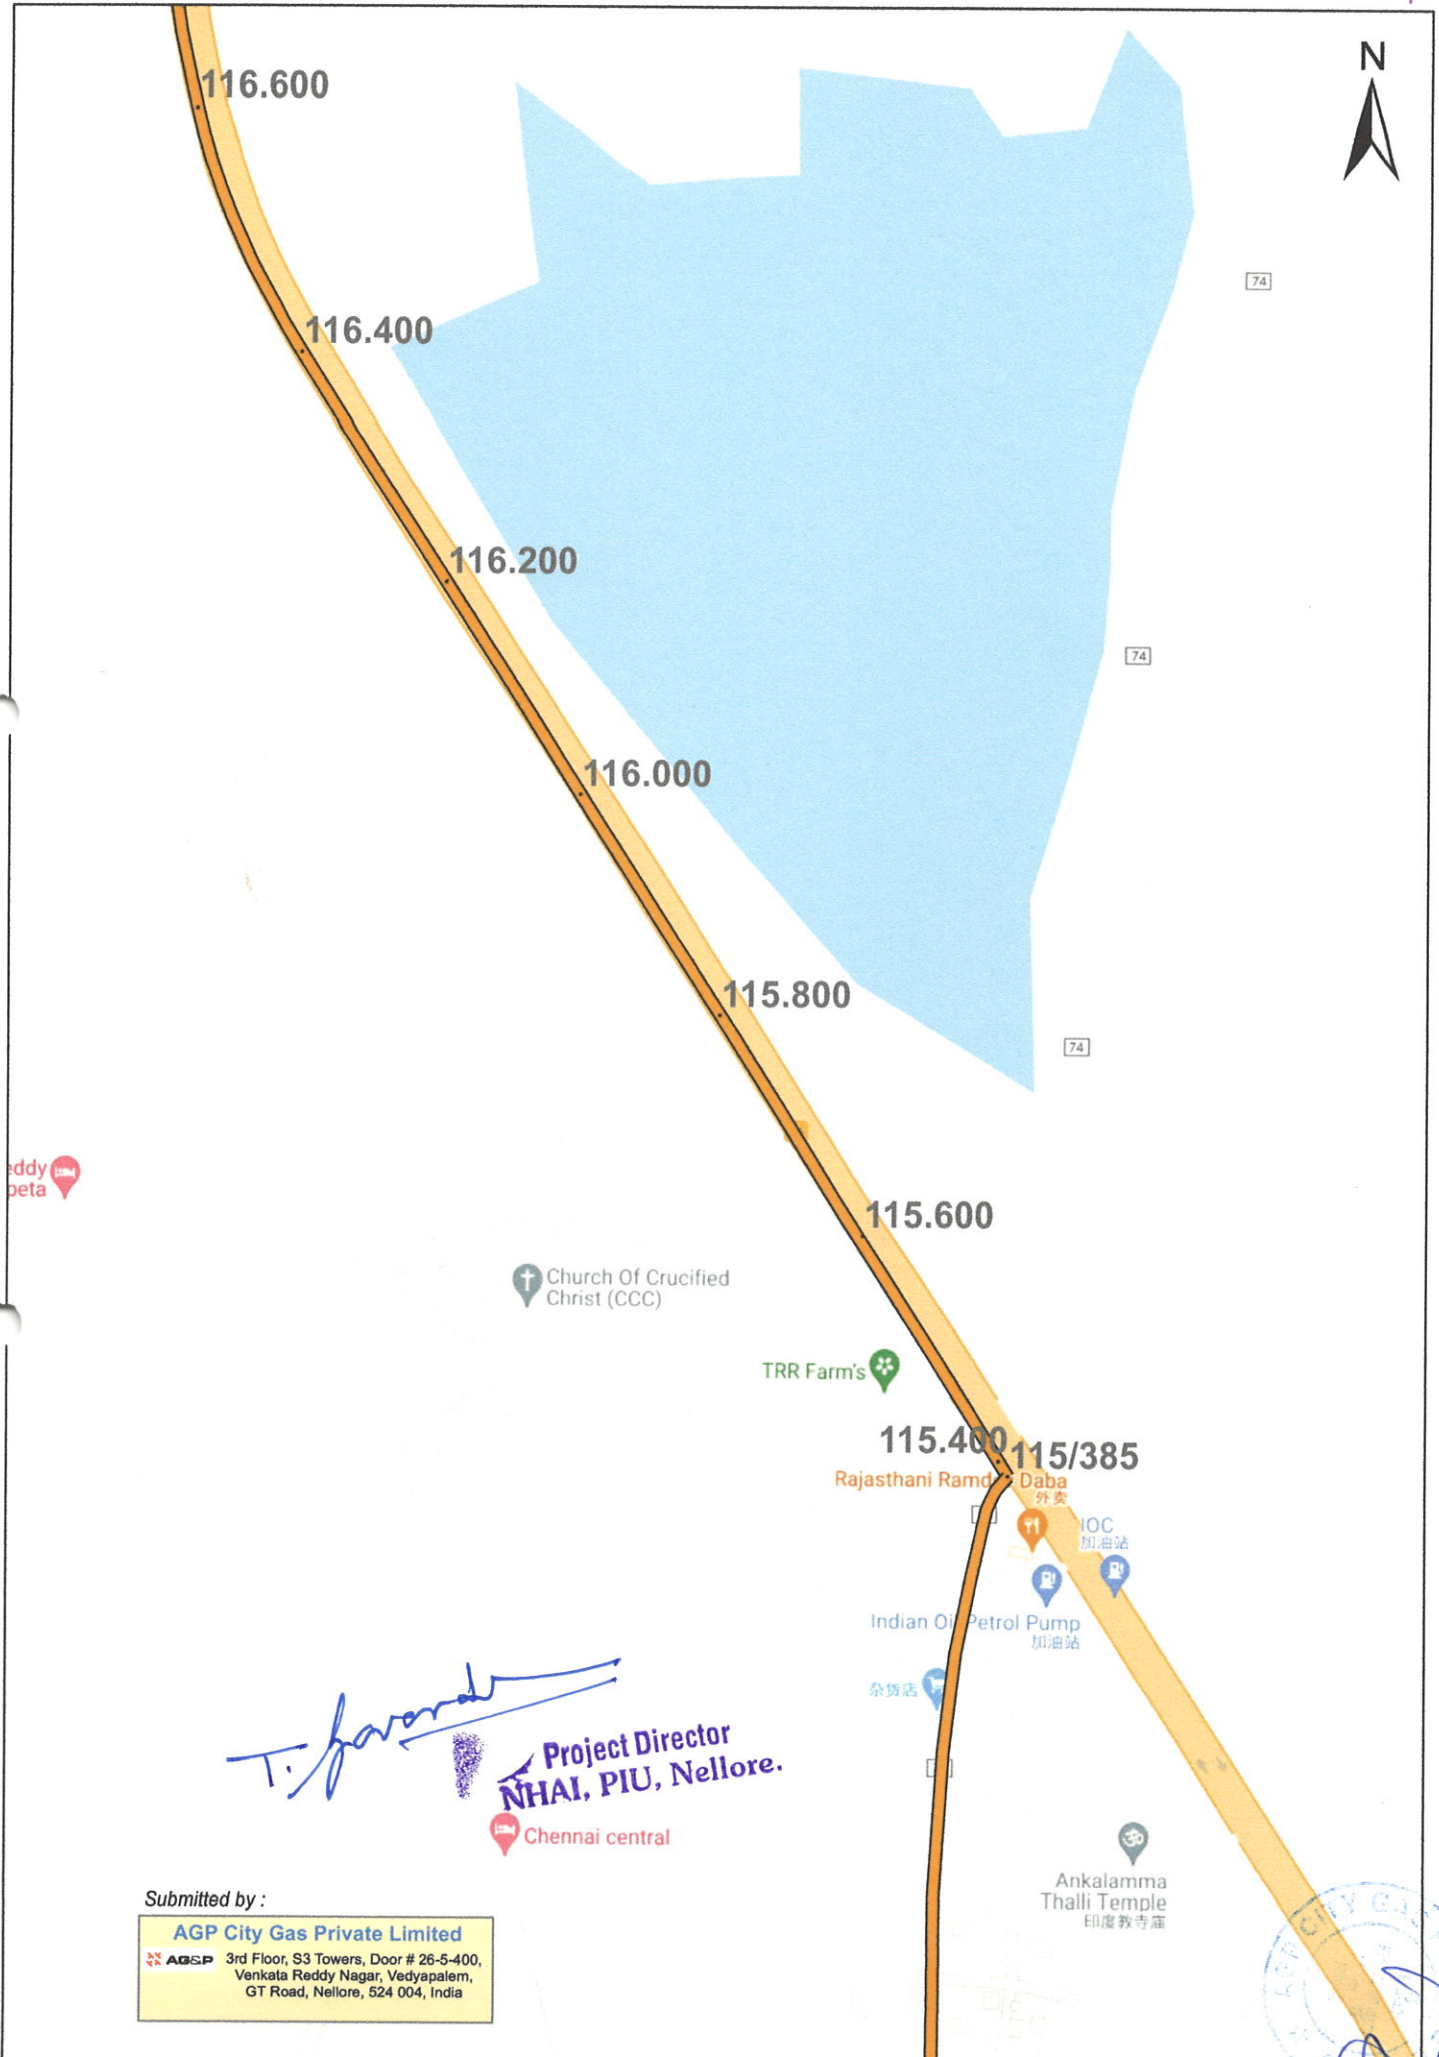 N
116.600
74
116.400
116.200
74
116.000
115.800
74
eddy
peta
115.600
Church Of Crucified
Christ (CCC)
TRR Farm's
115.400
115/385
Rajasthani Ramd Daba
外卖
IOC
加油站
Indian Oil Petrol Pump
加油站
杂货店
T.
Project Director
NHAI, PIU, Nellore.
Chennai central
Ankalamma
Thalli Temple
印度教寺庙
Submitted by :
AGP City Gas Private Limited
AG&P
3rd Floor, S3 Towers, Door # 26-5-400,
Venkata Reddy Nagar, Vedyapalem,
GT Road, Nellore, 524 004, India
AGP CITY GAS